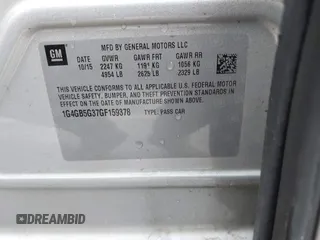 GM
MFD BY GENERAL MOTORS LLC
DATE GVWR GAWR FRT GAWR RR
10/15 2247 KG 1191 KG 1056 KG
4954 LB 2625 LB 2329 LB
THIS VEHICLE CONFORMS TO ALL APPLICABLE U.S. FEDERAL MOTOR
VEHICLE SAFETY, BUMPER, AND THEFT PREVENTION STANDARDS IN
EFFECT ON THE DATE OF MANUFACTURE SHOWN ABOVE.
1G4GB5G37GF159378 TYPE: PASS CAR
DREAMBID